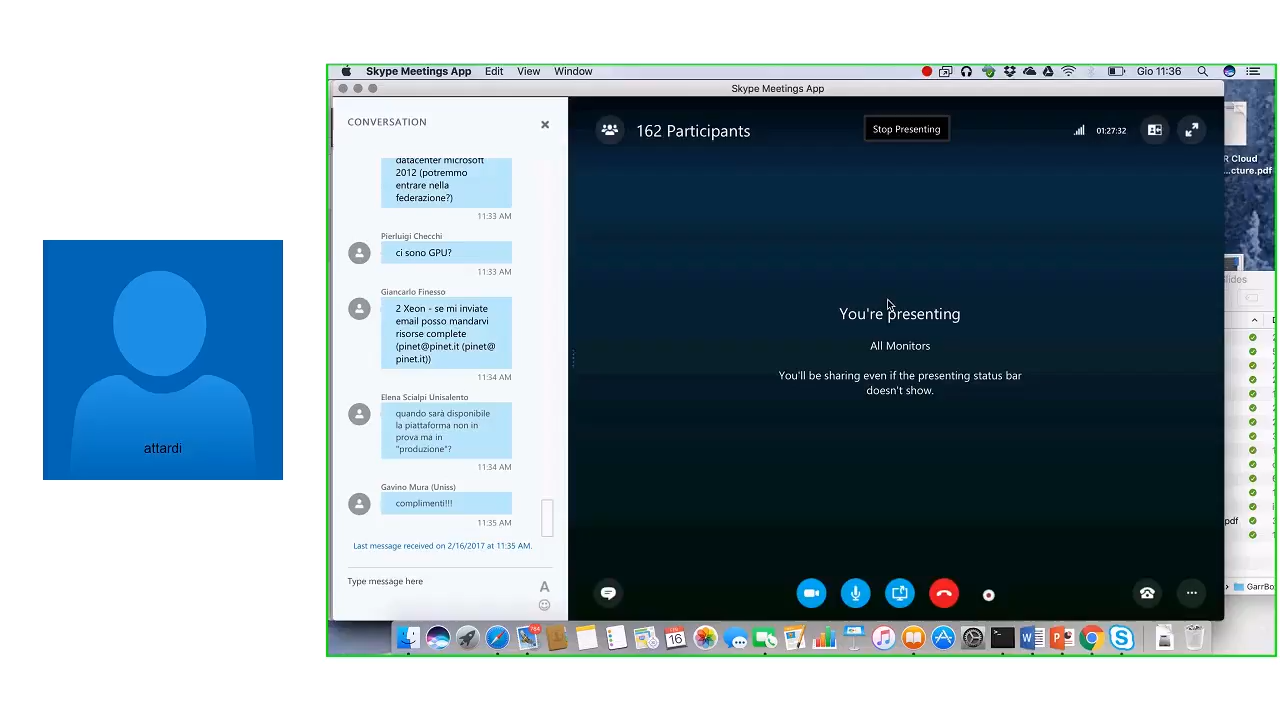 Skype Meetings App Edit View Window
Gio 11:36
Skype Meetings App
CONVERSATION
162 Participants
Stop Presenting
01:27:32
R Cloud
...cture.pdf
datacenter microsoft
2012 (potremmo
entrare nella
federazione?)
11:33 AM
Pierluigi Checchi
ci sono GPU?
11:33 AM
Giancarlo Finesso
2 Xeon - se mi inviate
email posso mandarvi
risorse complete
(pinet@pinet.it (pinet@
pinet.it))
11:34 AM
Elena Scialpi Unisalento
quando sarà disponibile
la piattaforma non in
prova ma in
"produzione"?
11:34 AM
Gavino Mura (Uniss)
complimenti!!!
11:35 AM
Last message received on 2/16/2017 at 11:35 AM.
Type message here
A
You're presenting
All Monitors
You'll be sharing even if the presenting status bar
doesn't show.
attardi
pdf
GarrBo
16